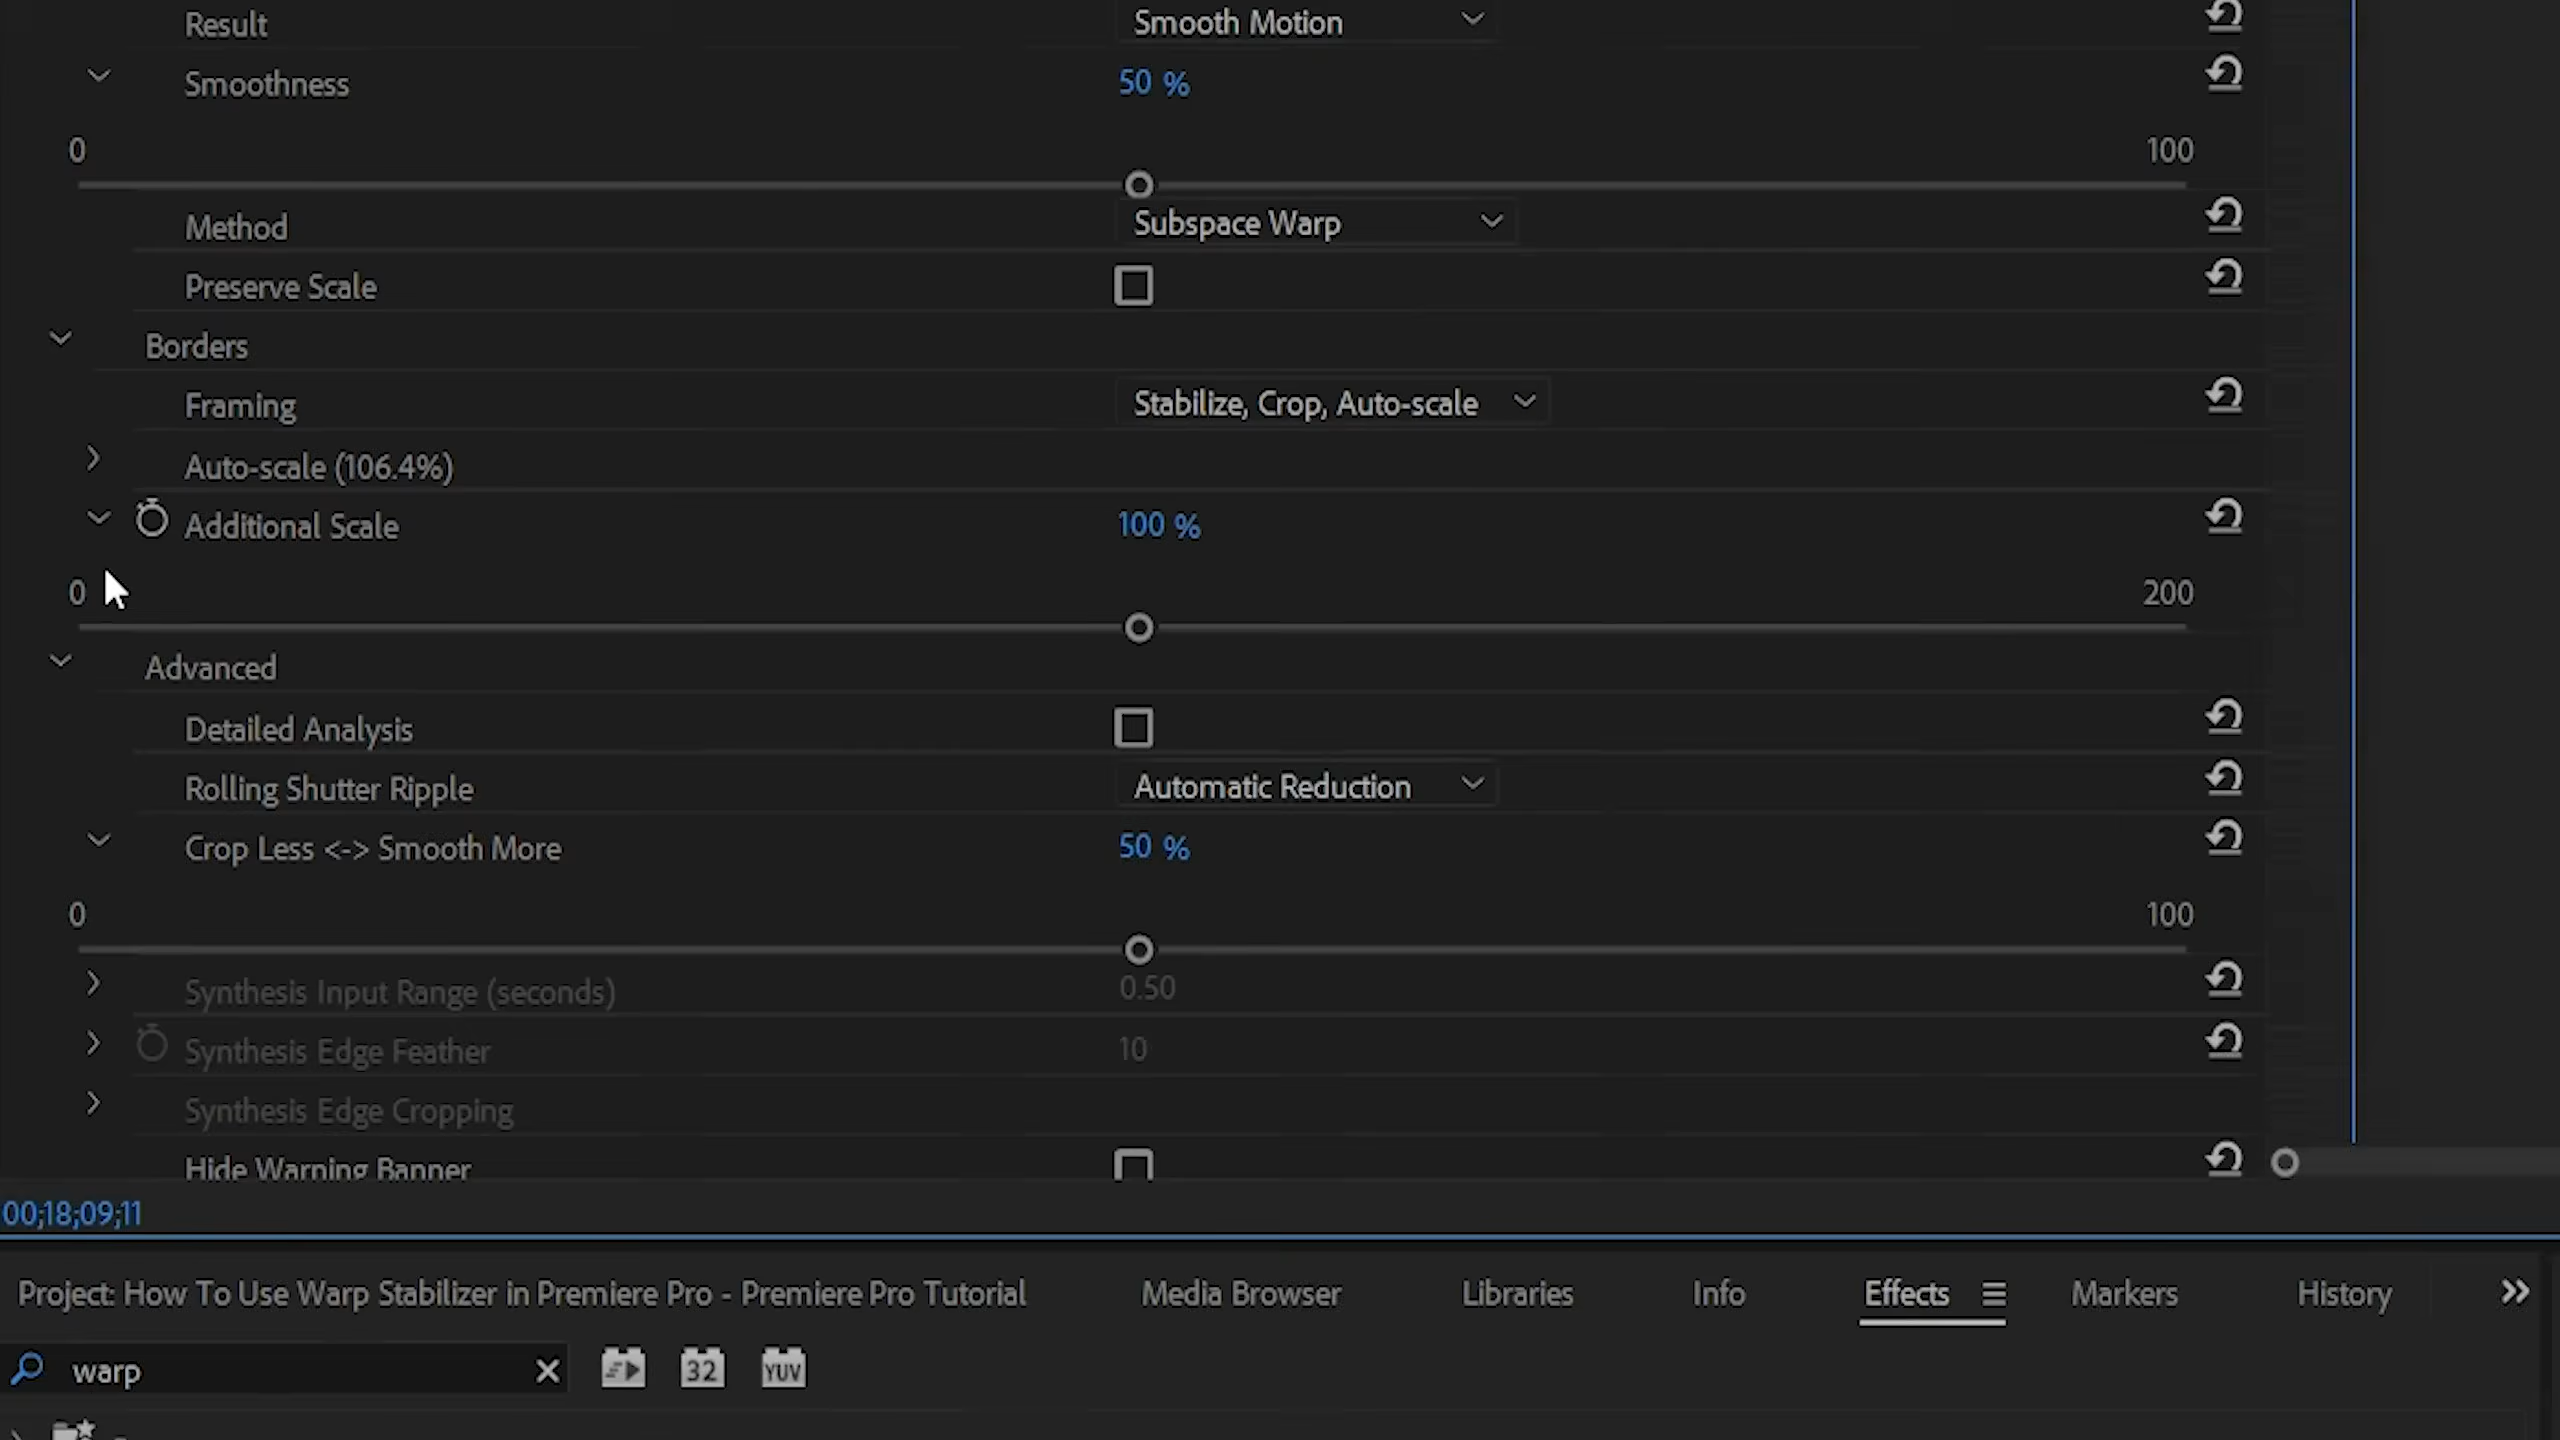 Result Smooth Motion
Smoothness 50 %
0 100
Method Subspace Warp
Preserve Scale
Borders
Framing Stabilize, Crop, Auto-scale
Auto-scale (106.4%)
Additional Scale 100 %
0 200
Advanced
Detailed Analysis
Rolling Shutter Ripple Automatic Reduction
Crop Less <-> Smooth More 50 %
0 100
Synthesis Input Range (seconds) 0.50
Synthesis Edge Feather 10
Synthesis Edge Cropping
Hide Warning Banner
00;18;09;11
Project: How To Use Warp Stabilizer in Premiere Pro - Premiere Pro Tutorial Media Browser Libraries Info Effects Markers History
warp 32 YUV